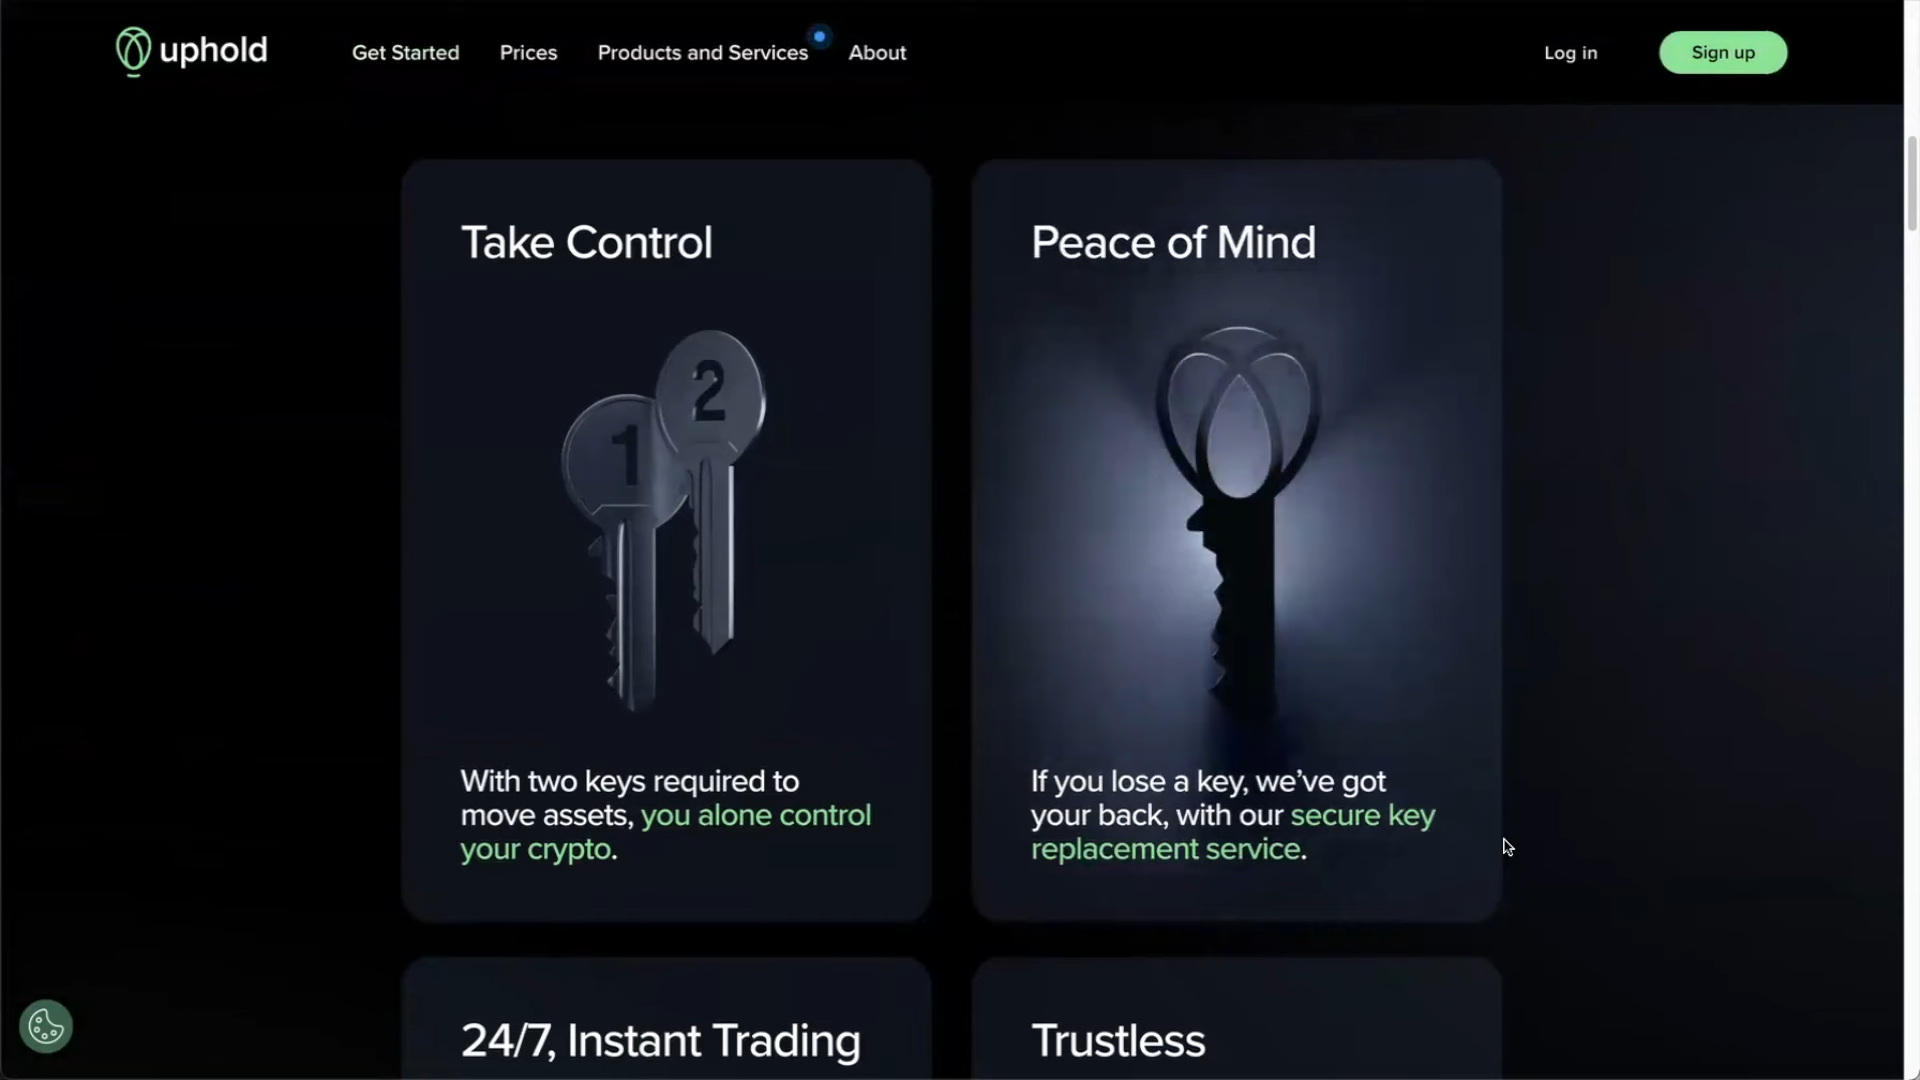 uphold
Get Started
Prices
Products and Services
About
Log in
Sign up
Take Control
1
2
With two keys required to
move assets, you alone control
your crypto.
Peace of Mind
If you lose a key, we’ve got
your back, with our secure key
replacement service.
24/7, Instant Trading
Trustless